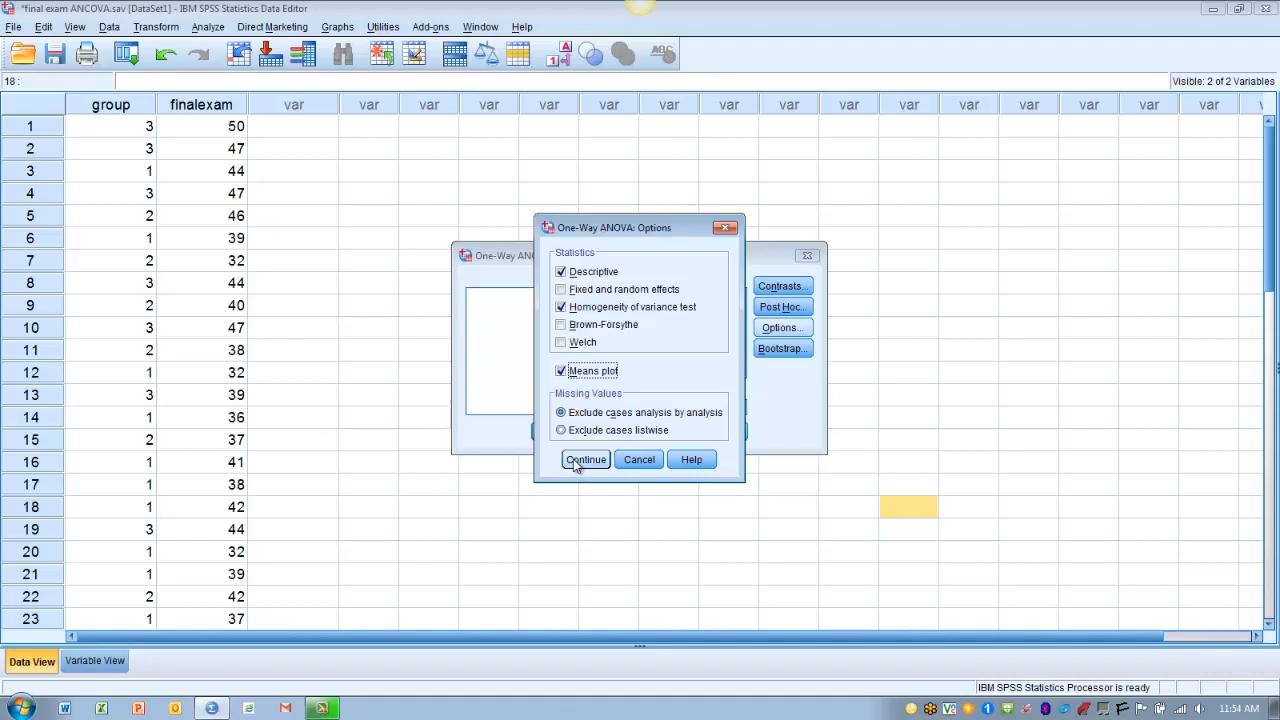 *final exam ANCOVA.sav [DataSet1] - IBM SPSS Statistics Data Editor
File Edit View Data Transform Analyze Direct Marketing Graphs Utilities Add-ons Window Help
18 : Visible: 2 of 2 Variables
group finalexam var var var var var var var var var var var var var var var var
1 3 50
2 3 47
3 1 44
4 3 47
5 2 46
6 1 39
7 2 32
8 3 44
9 2 40
10 3 47
11 2 38
12 1 32
13 3 39
14 1 36
15 2 37
16 1 41
17 1 38
18 1 42
19 3 44
20 1 32
21 1 39
22 2 42
23 1 37
One-Way ANO
Contrasts...
Post Hoc...
Options...
Bootstrap...
One-Way ANOVA: Options
Statistics
Descriptive
Fixed and random effects
Homogeneity of variance test
Brown-Forsythe
Welch
Means plot
Missing Values
Exclude cases analysis by analysis
Exclude cases listwise
Continue Cancel Help
Data View Variable View
IBM SPSS Statistics Processor is ready
11:54 AM